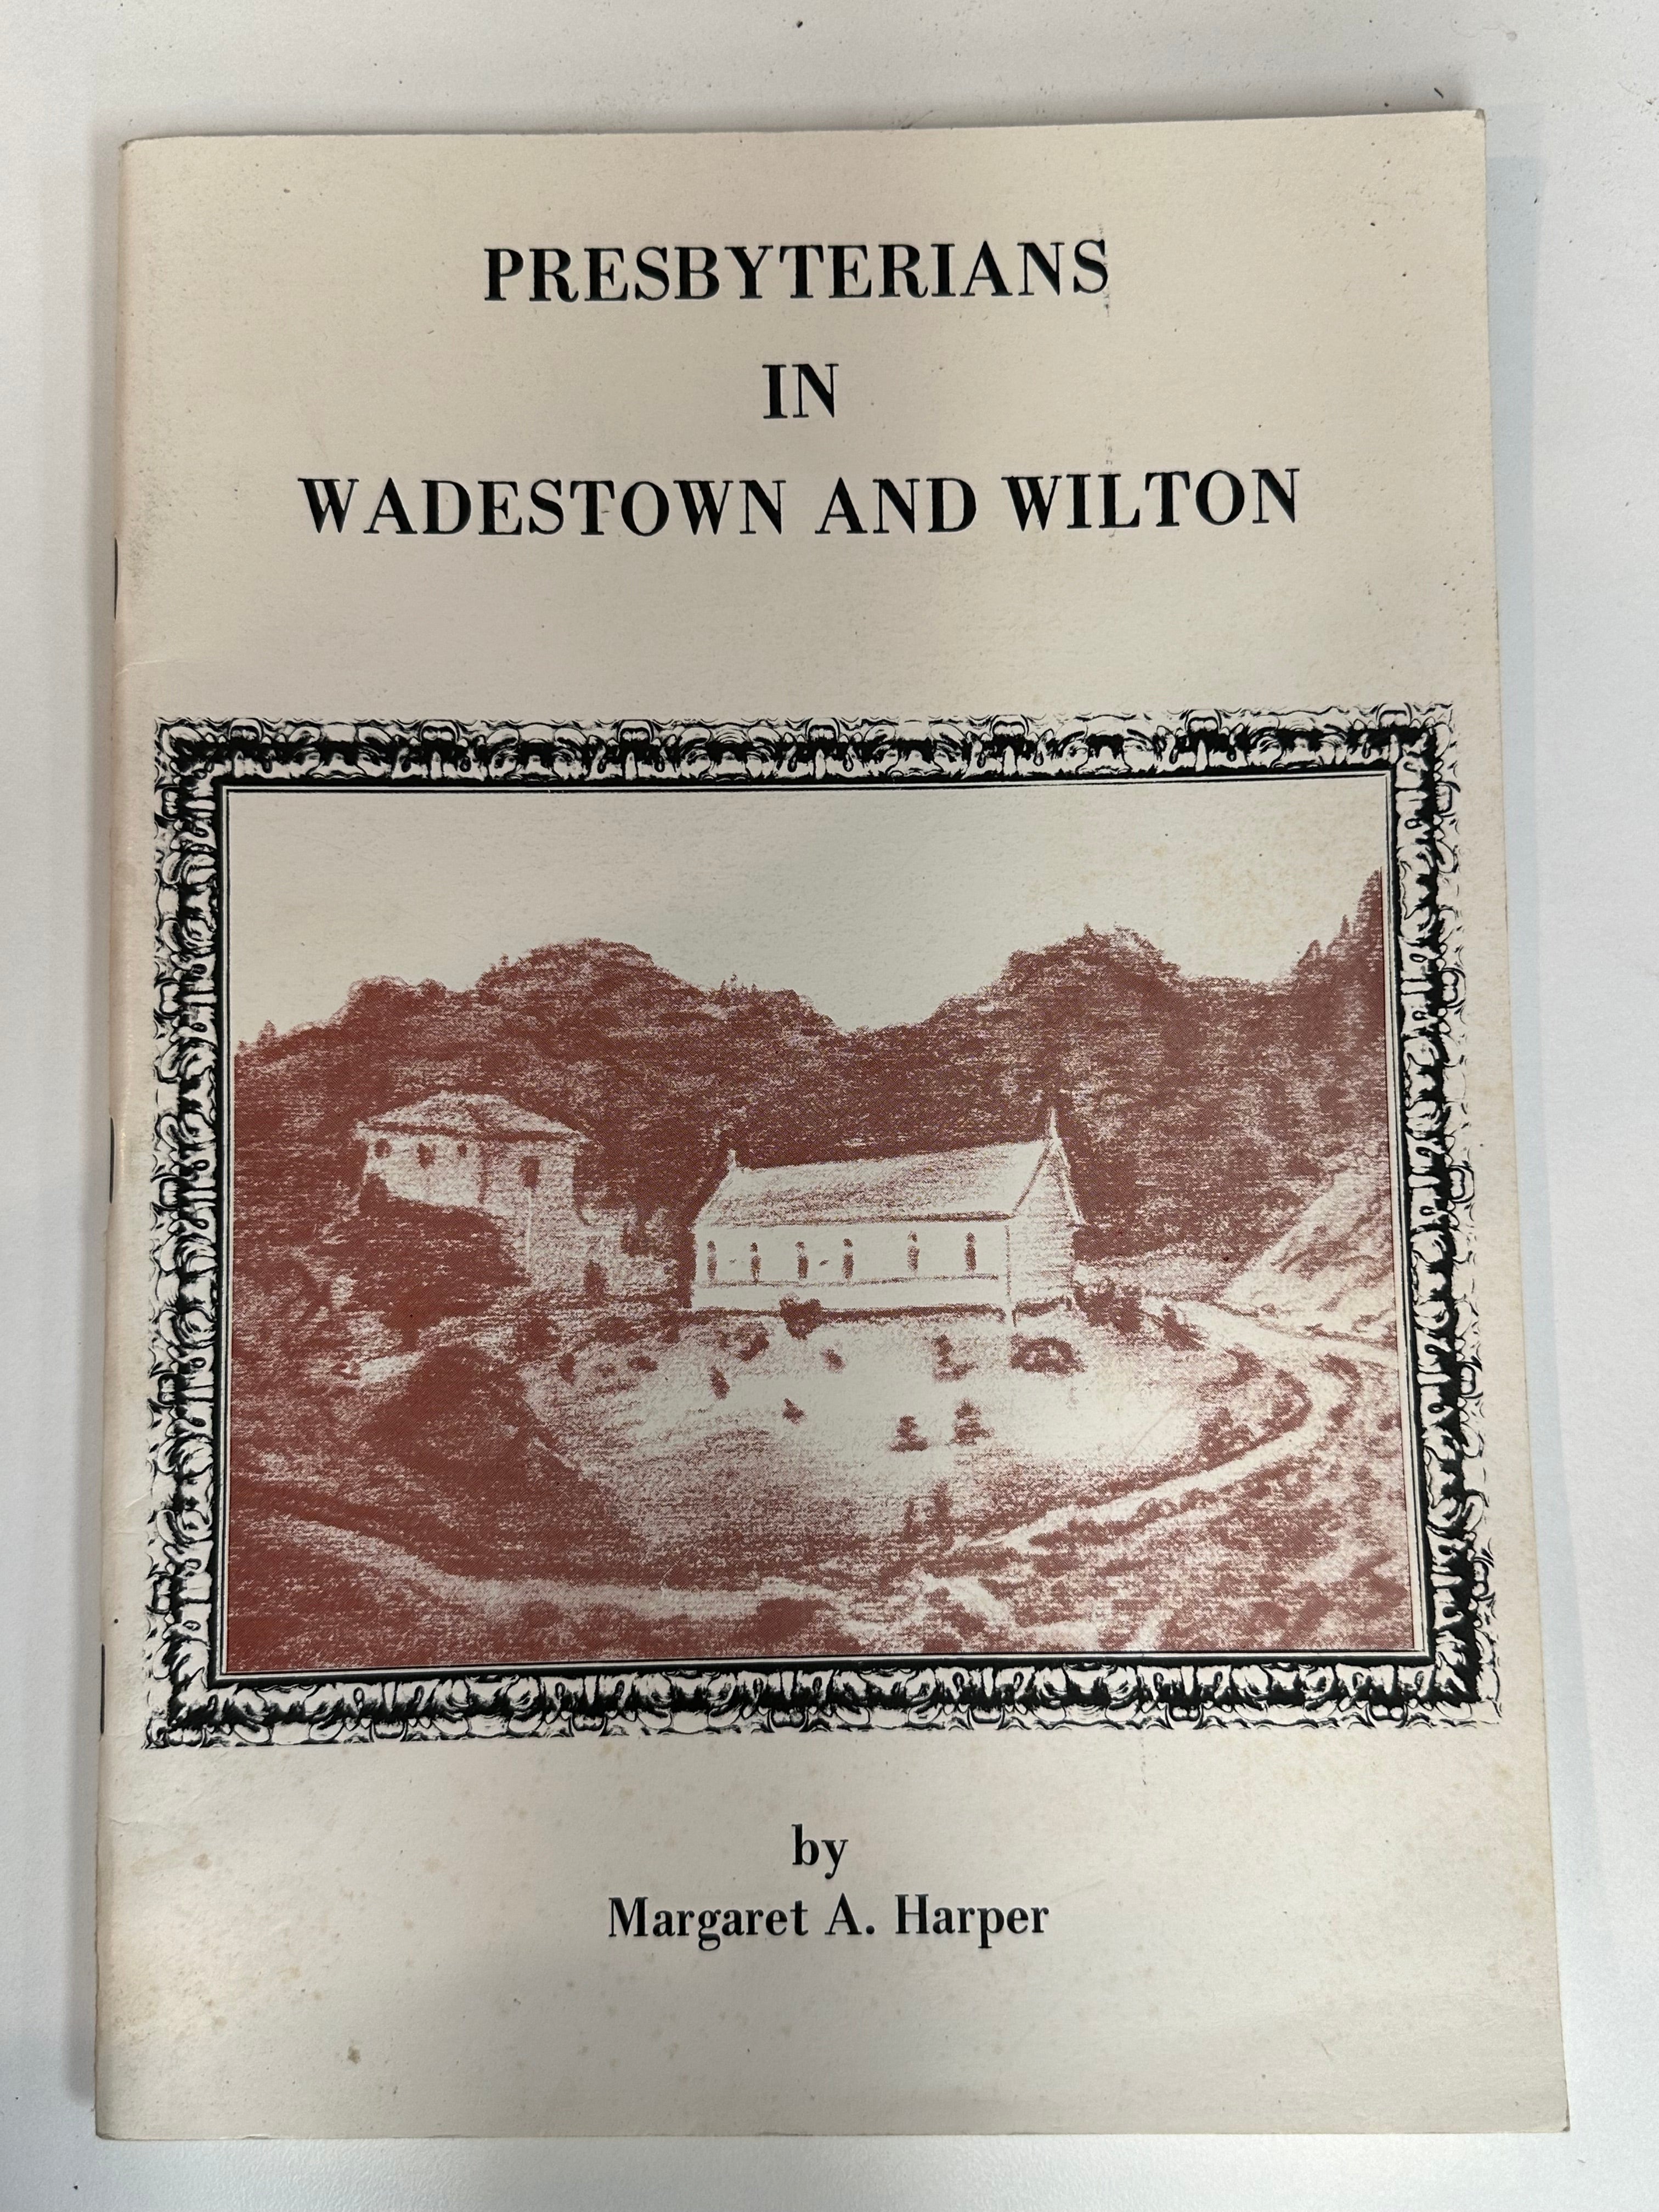 PRESBYTERIANS
IN
WADESTOWN AND WILTON
by
Margaret A. Harper